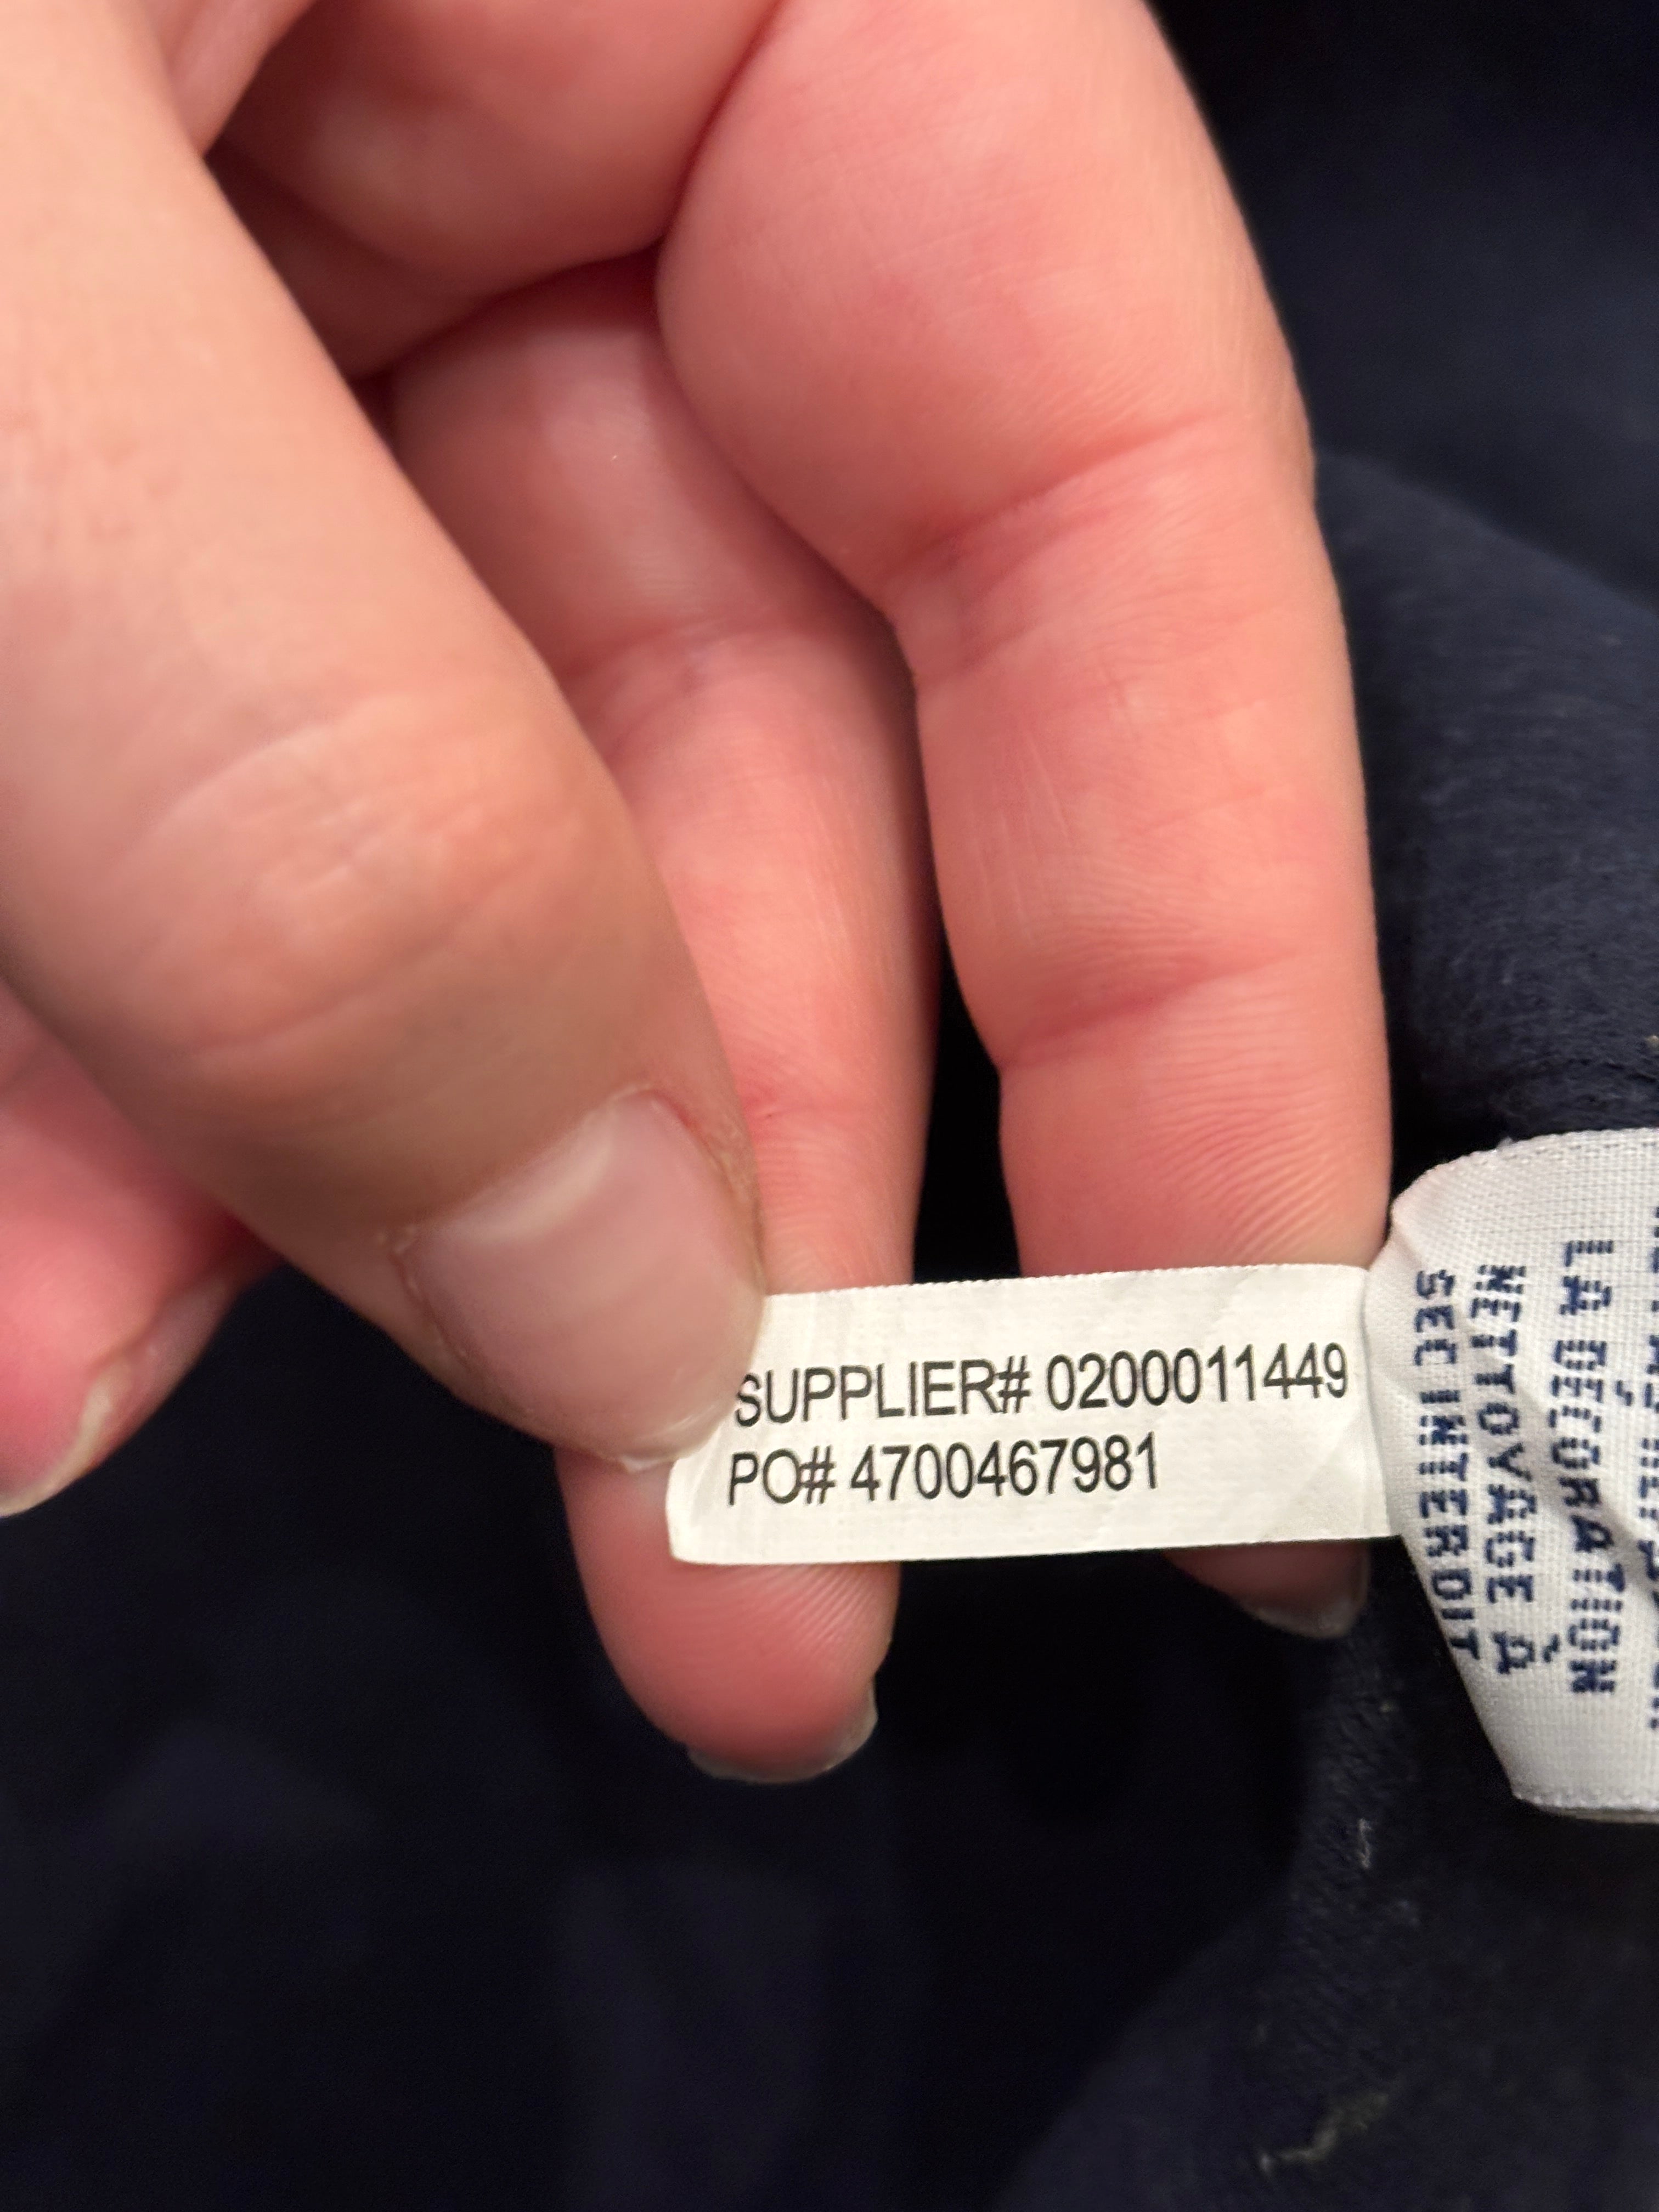 SUPPLIER# 0200011449
PO# 4700467981
LA DÉCORATION
NETTOYAGE À
SEC INTERDIT